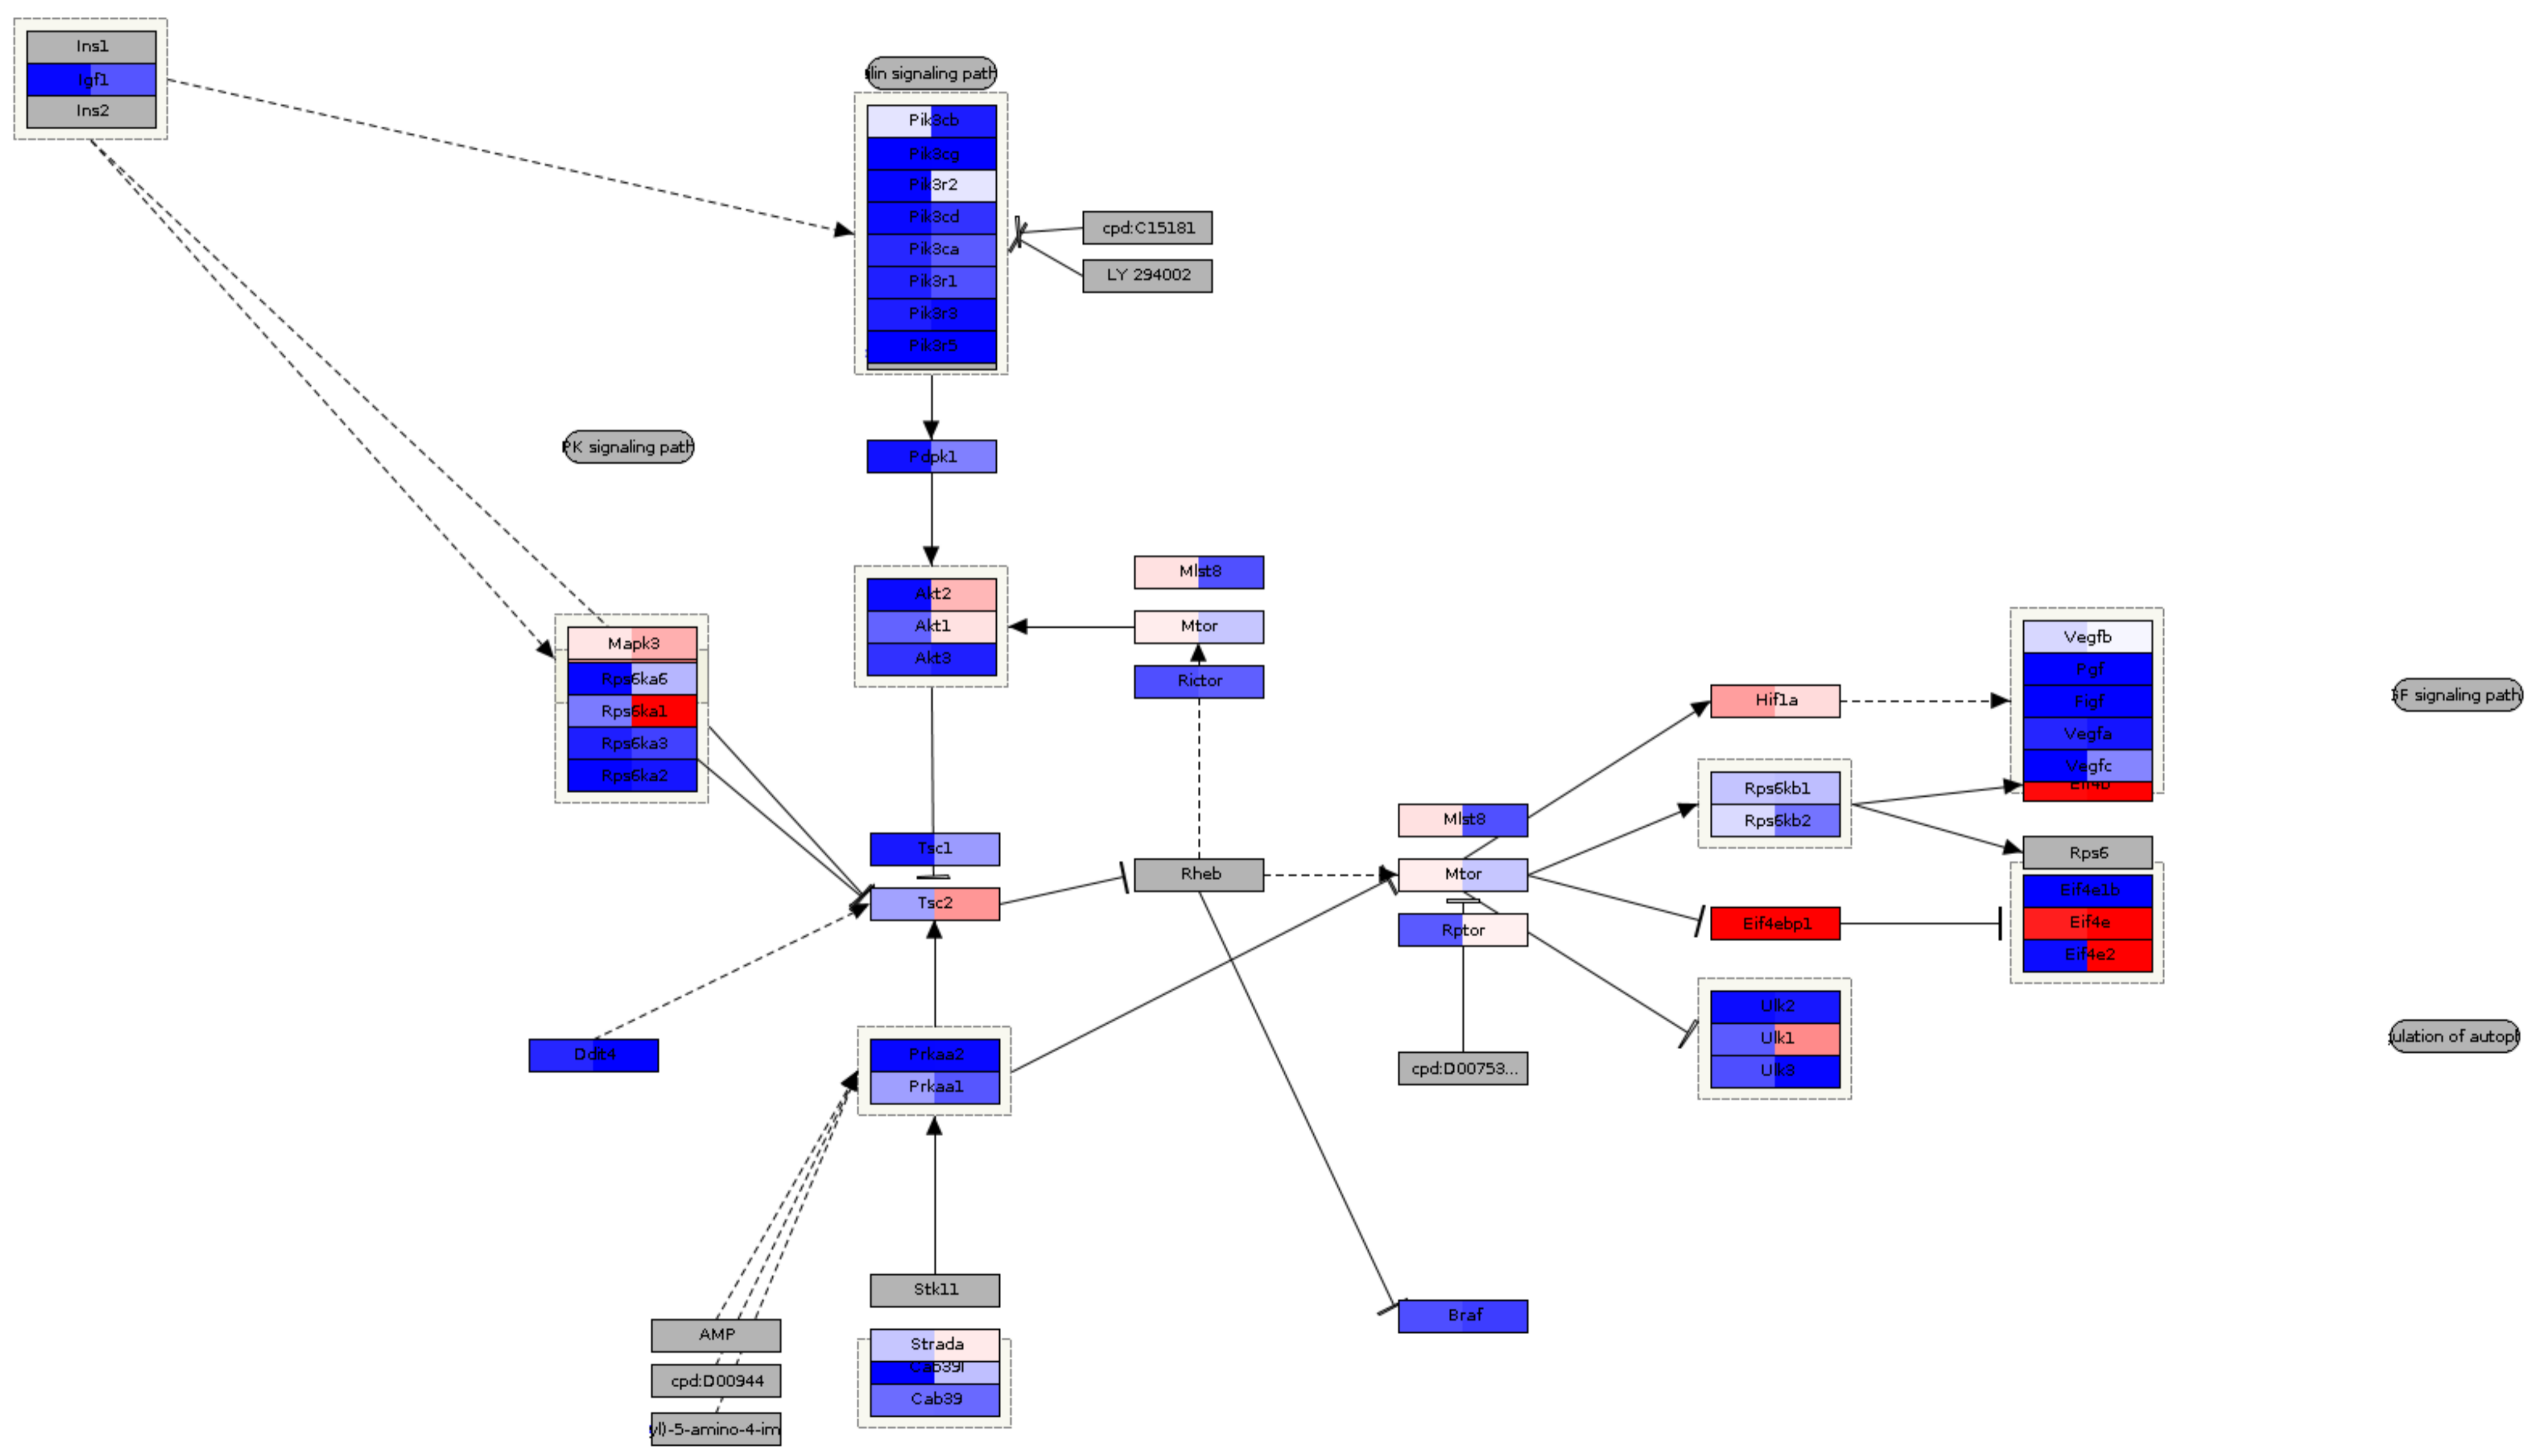 Ins1
Igf1
Ins2
lin signaling path
Pik3cb
Pik3cg
Pik3r2
Pik3cd
Pik3ca
Pik3r1
Pik3r3
Pik3r5
cpd:C15181
LY 294002
PK signaling path
Pdpk1
Akt2
Akt1
Akt3
Mlst8
Mtor
Rictor
Mapk3
Rps6ka6
Rps6ka1
Rps6ka3
Rps6ka2
Tsc1
Tsc2
Rheb
Mlst8
Mtor
Rptor
Hif1a
Rps6kb1
Rps6kb2
Eif4ebp1
Ulk2
Ulk1
Ulk3
Vegfb
Pgf
Figf
Vegfa
Vegfc
Eif4b
Rps6
Eif4e1b
Eif4e
Eif4e2
GF signaling path
ulation of autoph
Ddit4
Prkaa2
Prkaa1
cpd:D00753...
Stk11
Strada
Cab39l
Cab39
Braf
AMP
cpd:D00944
yl)-5-amino-4-im